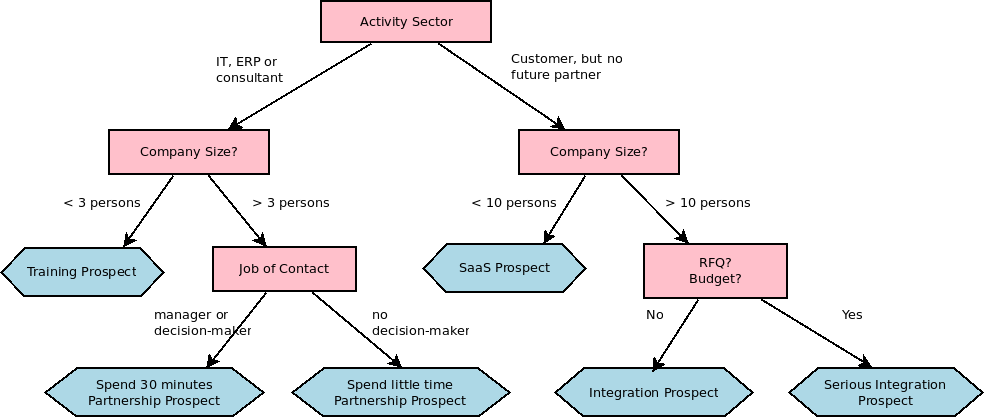 Activity Sector
IT, ERP or
consultant
Customer, but no
future partner
Company Size?
Company Size?
< 3 persons
> 3 persons
< 10 persons
> 10 persons
Training Prospect
Job of Contact
SaaS Prospect
RFQ?
Budget?
manager or
decision-maker
no
decision-maker
No
Yes
Spend 30 minutes
Partnership Prospect
Spend little time
Partnership Prospect
Integration Prospect
Serious Integration
Prospect